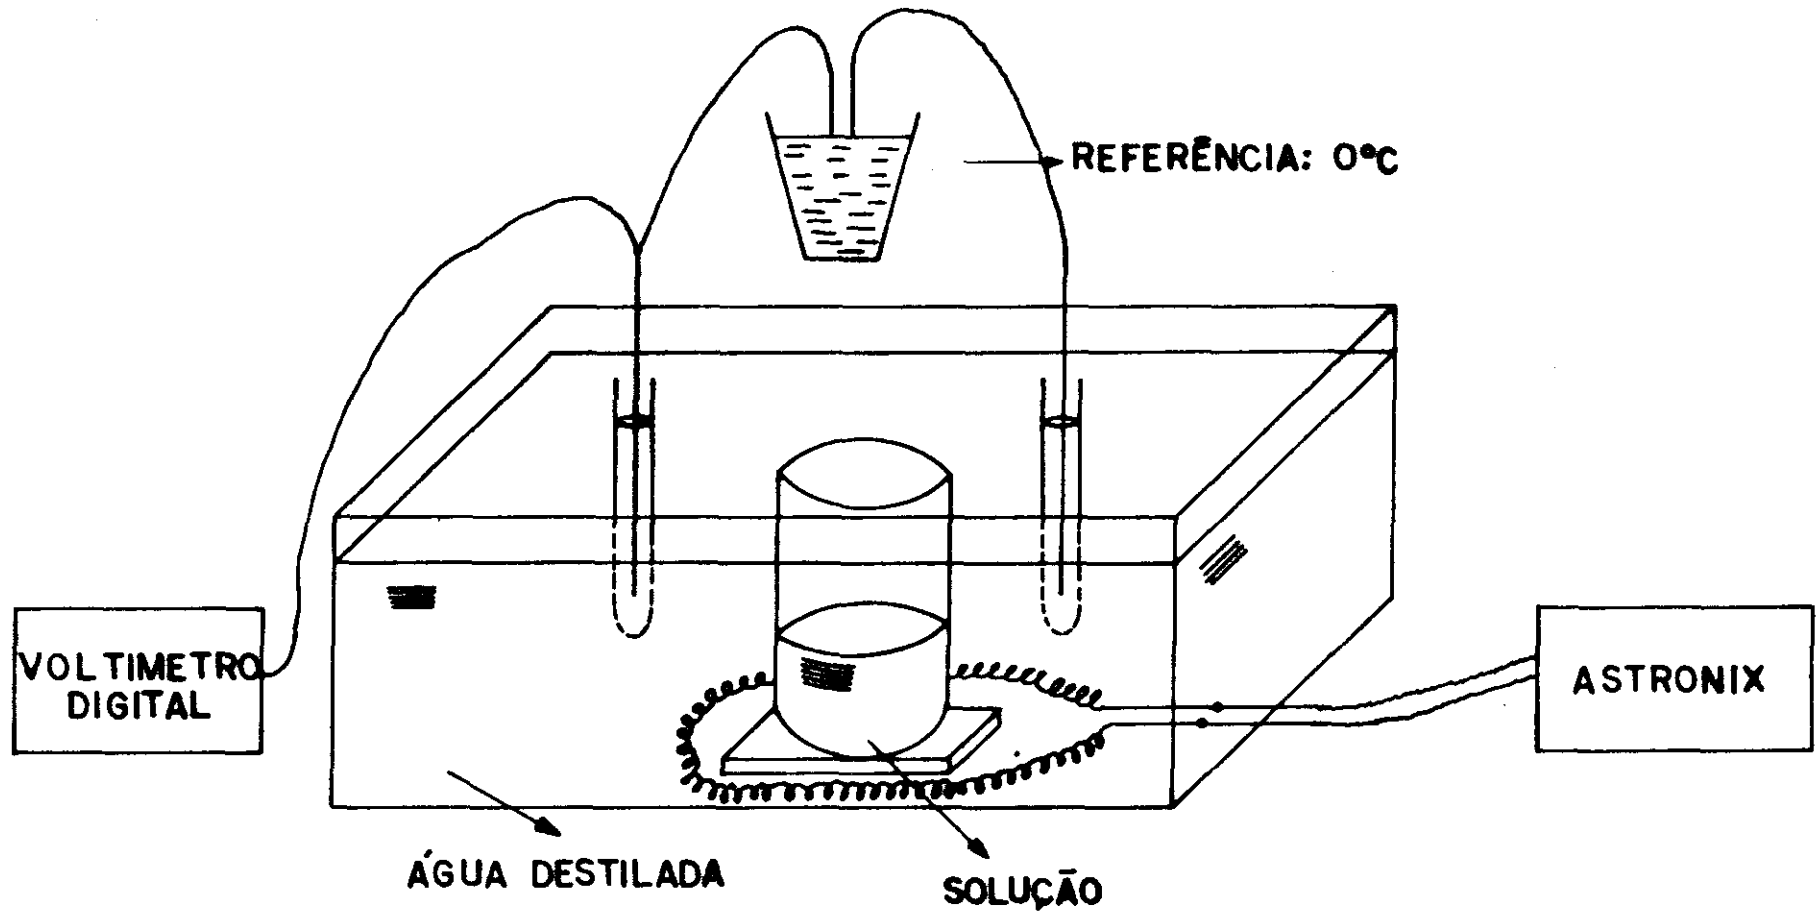 REFERÊNCIA: 0°C
VOLTIMETRO
DIGITAL
ASTRONIX
ÁGUA DESTILADA
SOLUÇÃO